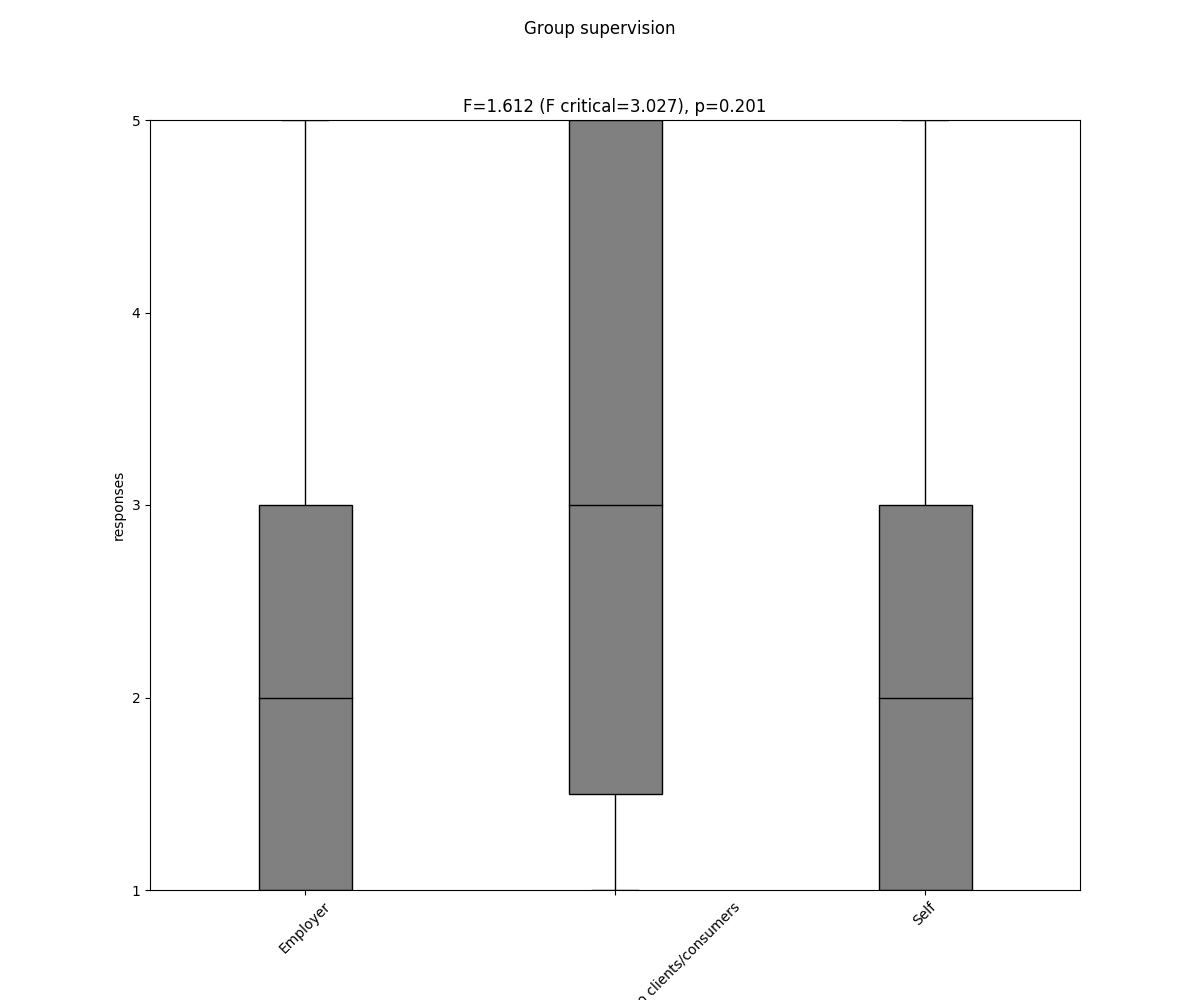 Group supervision
F=1.612 (F critical=3.027), p=0.201
5
4
3
2
1
responses
Employer
clients/consumers
Self